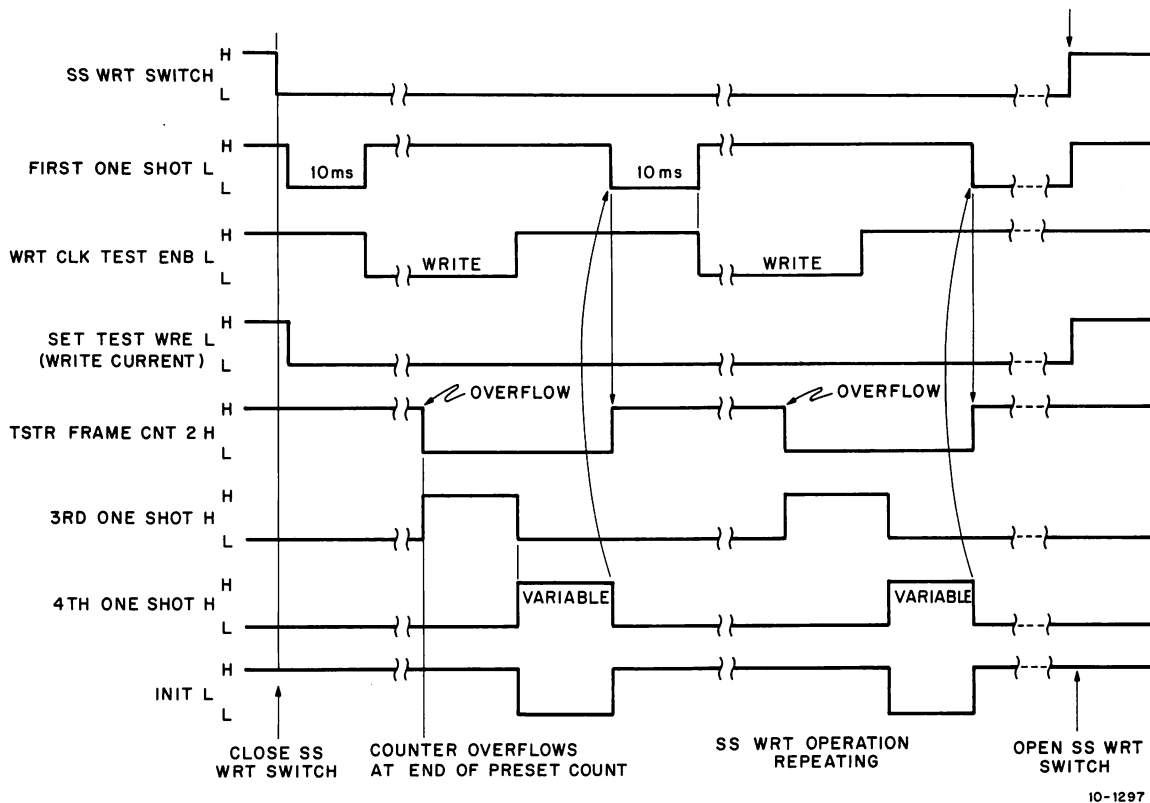 H
SS WRT SWITCH
L
H
FIRST ONE SHOT L
10ms
10ms
L
H
WRT CLK TEST ENB L
WRITE
WRITE
L
H
SET TEST WRE L
(WRITE CURRENT)
L
OVERFLOW
OVERFLOW
H
TSTR FRAME CNT 2 H
L
H
3RD ONE SHOT H
L
H
4TH ONE SHOT H
VARIABLE
VARIABLE
L
H
INIT L
L
CLOSE SS
WRT SWITCH
COUNTER OVERFLOWS
AT END OF PRESET COUNT
SS WRT OPERATION
REPEATING
OPEN SS WRT
SWITCH
10-1297